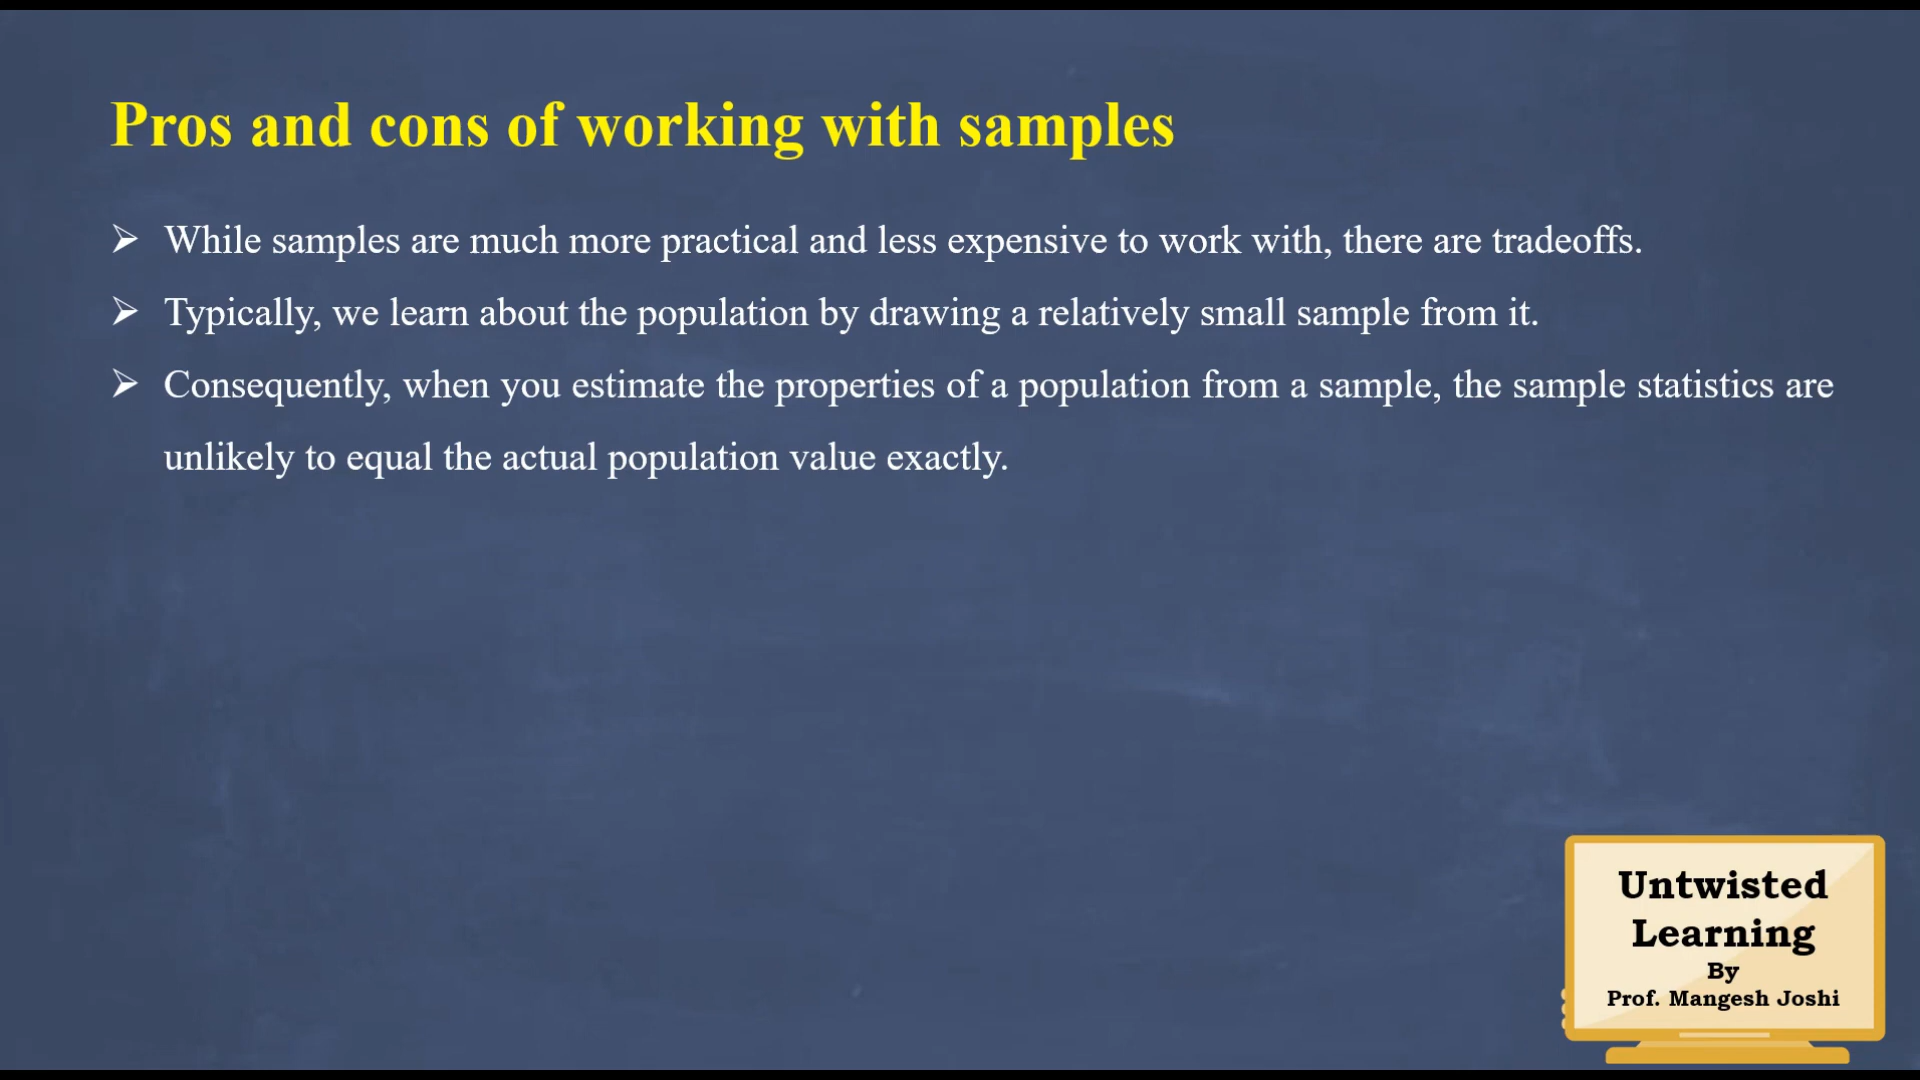 Pros and cons of working with samples
While samples are much more practical and less expensive to work with, there are tradeoffs.
Typically, we learn about the population by drawing a relatively small sample from it.
Consequently, when you estimate the properties of a population from a sample, the sample statistics are
unlikely to equal the actual population value exactly.
Untwisted
Learning
By
Prof. Mangesh Joshi